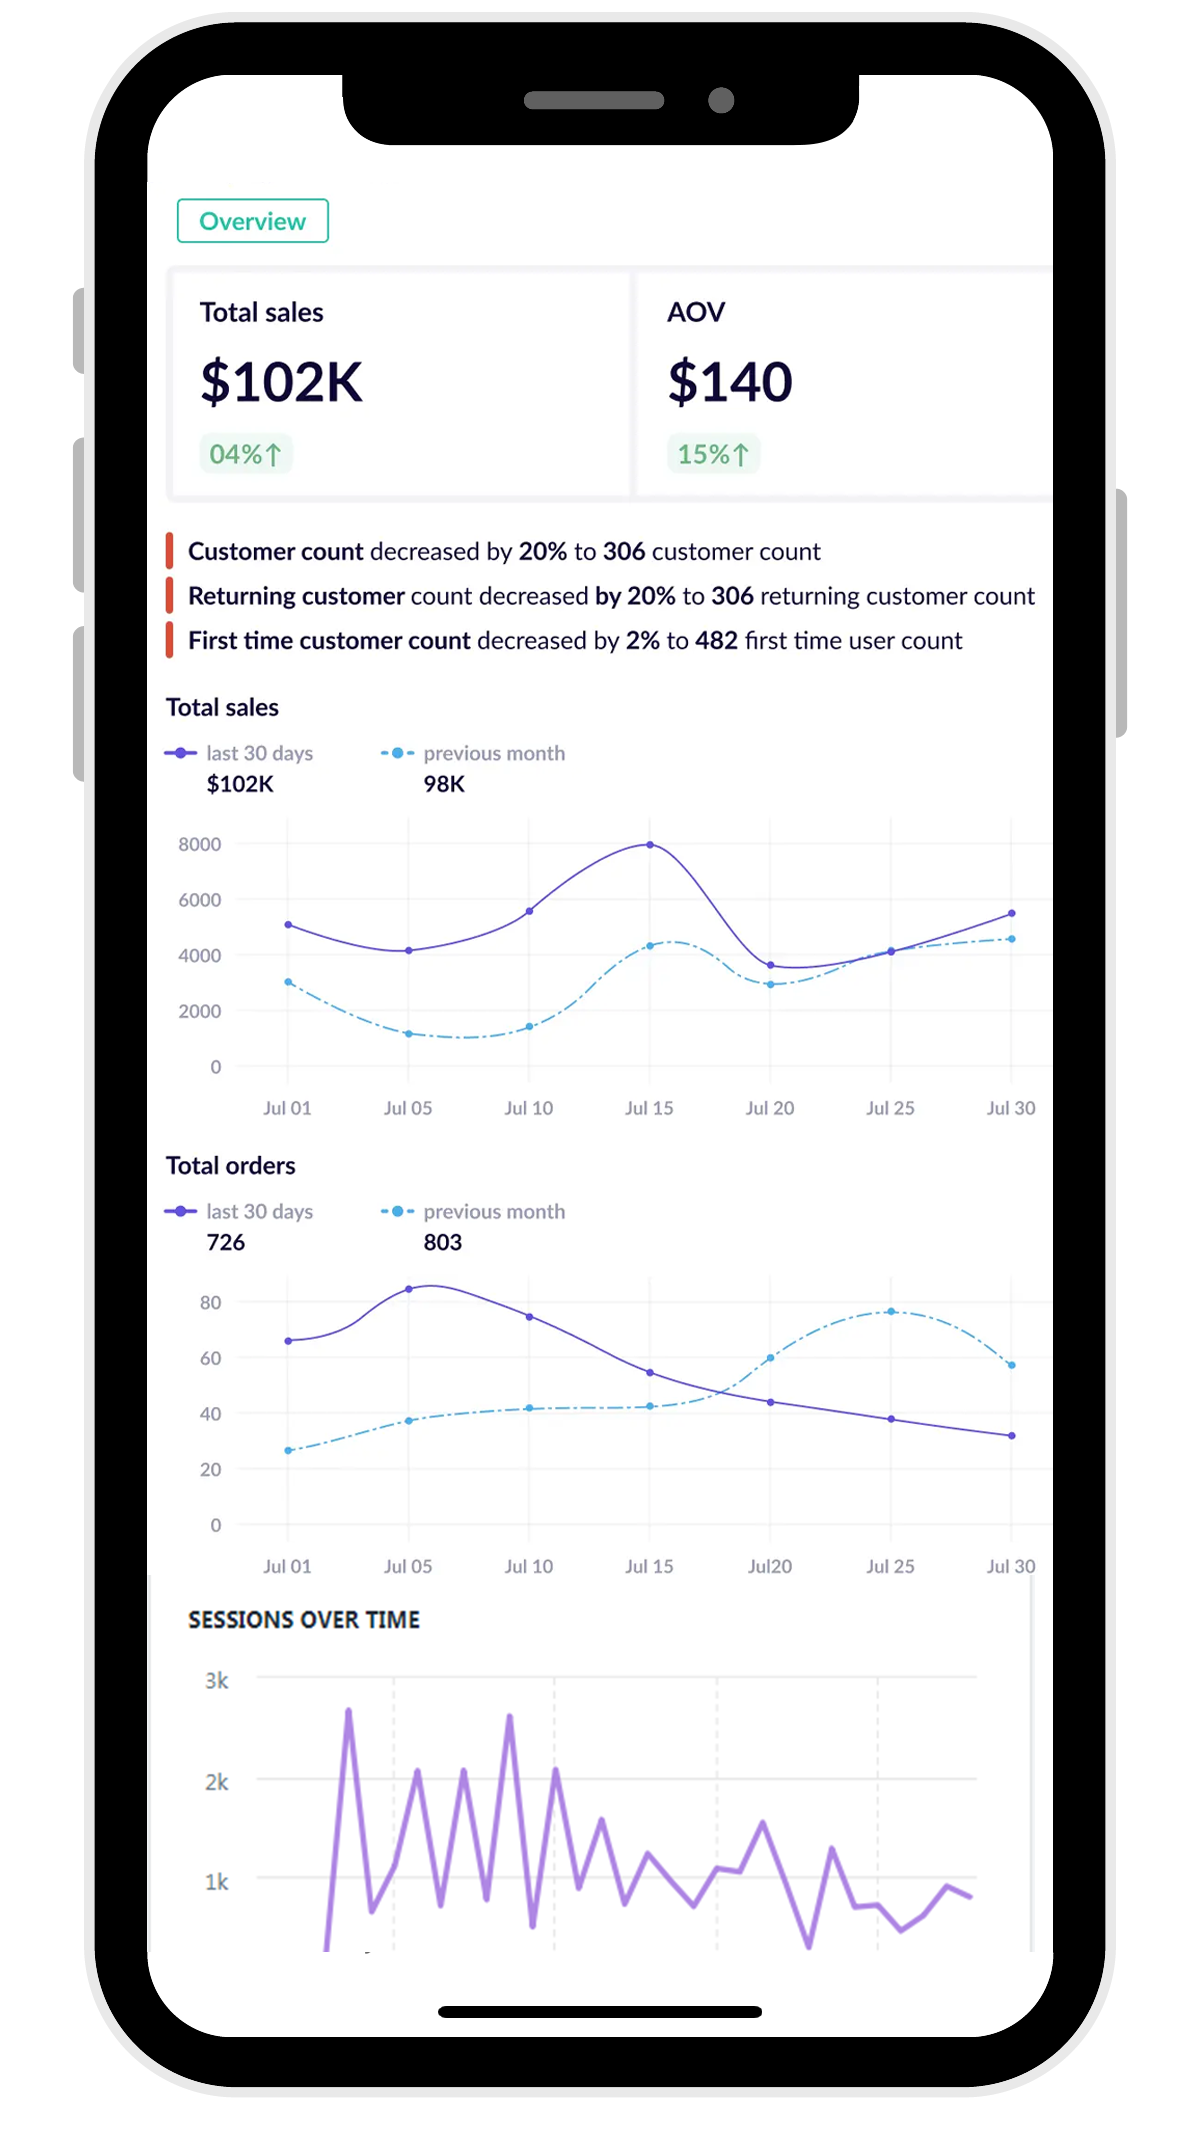 Overview
Total sales
$102K
04%↑
AOV
$140
15%↑
Customer count decreased by 20% to 306 customer count
Returning customer count decreased by 20% to 306 returning customer count
First time customer count decreased by 2% to 482 first time user count
Total sales
last 30 days
$102K
previous month
98K
8000
6000
4000
2000
0
Jul 01 Jul 05 Jul 10 Jul 15 Jul 20 Jul 25 Jul 30
Total orders
last 30 days
726
previous month
803
80
60
40
20
0
Jul 01 Jul 05 Jul 10 Jul 15 Jul20 Jul 25 Jul 30
SESSIONS OVER TIME
3k
2k
1k